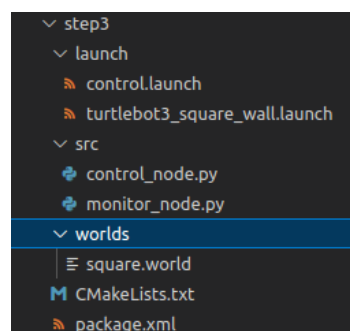 step3
launch
control.launch
turtlebot3_square_wall.launch
src
control_node.py
monitor_node.py
worlds
square.world
CMakeLists.txt
package.xml